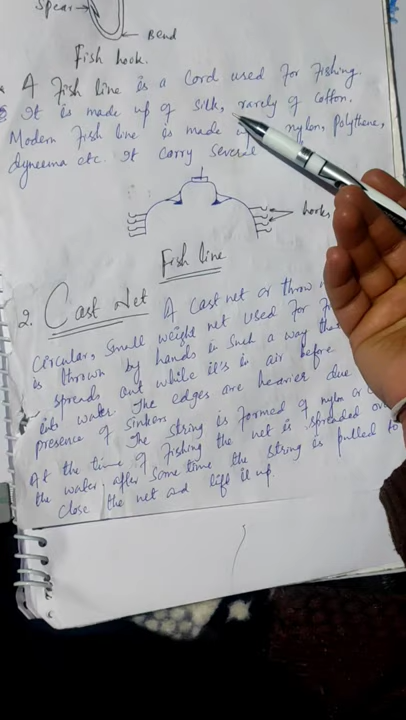 Spear
Bend
Fish hook.
A Fish line is a cord used for fishing.
It is made up of silk, rarely of cotton.
Modern Fish line is made nylon, polythene,
dyneema etc. It carry several
hooks
Fish line
2. Cast Net A cast net or throw
circular, small weight net used for
is thrown by hands in such a way
spreads out while it's in air before
into water. The edges are heavier due
presence of sinkers. The string is formed of nylon or
At the time of fishing the net is spreaded
the water, after some time the string is pulled to
close the net and lift it up.